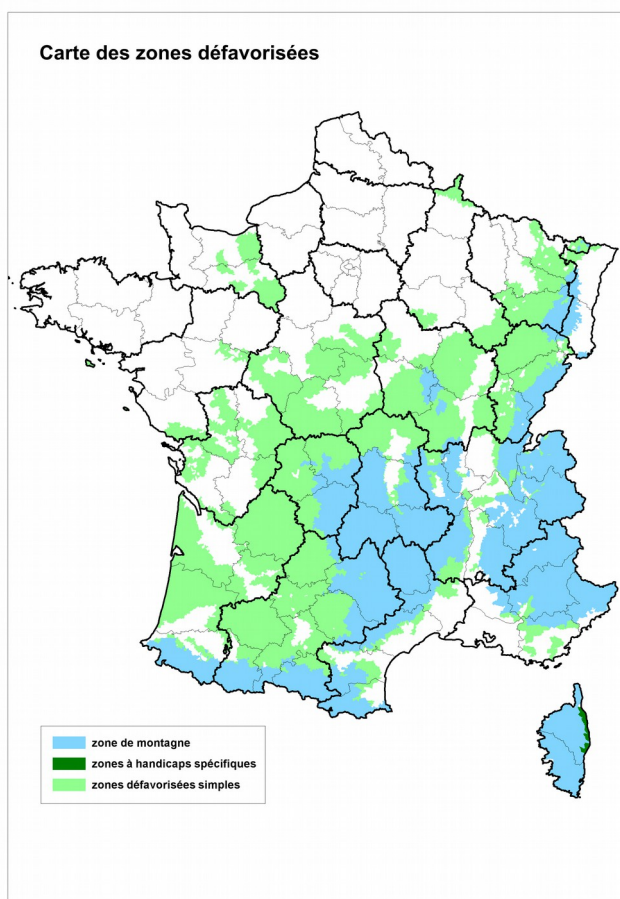 Carte des zones défavorisées
zone de montagne
zones à handicaps spécifiques
zones défavorisées simples